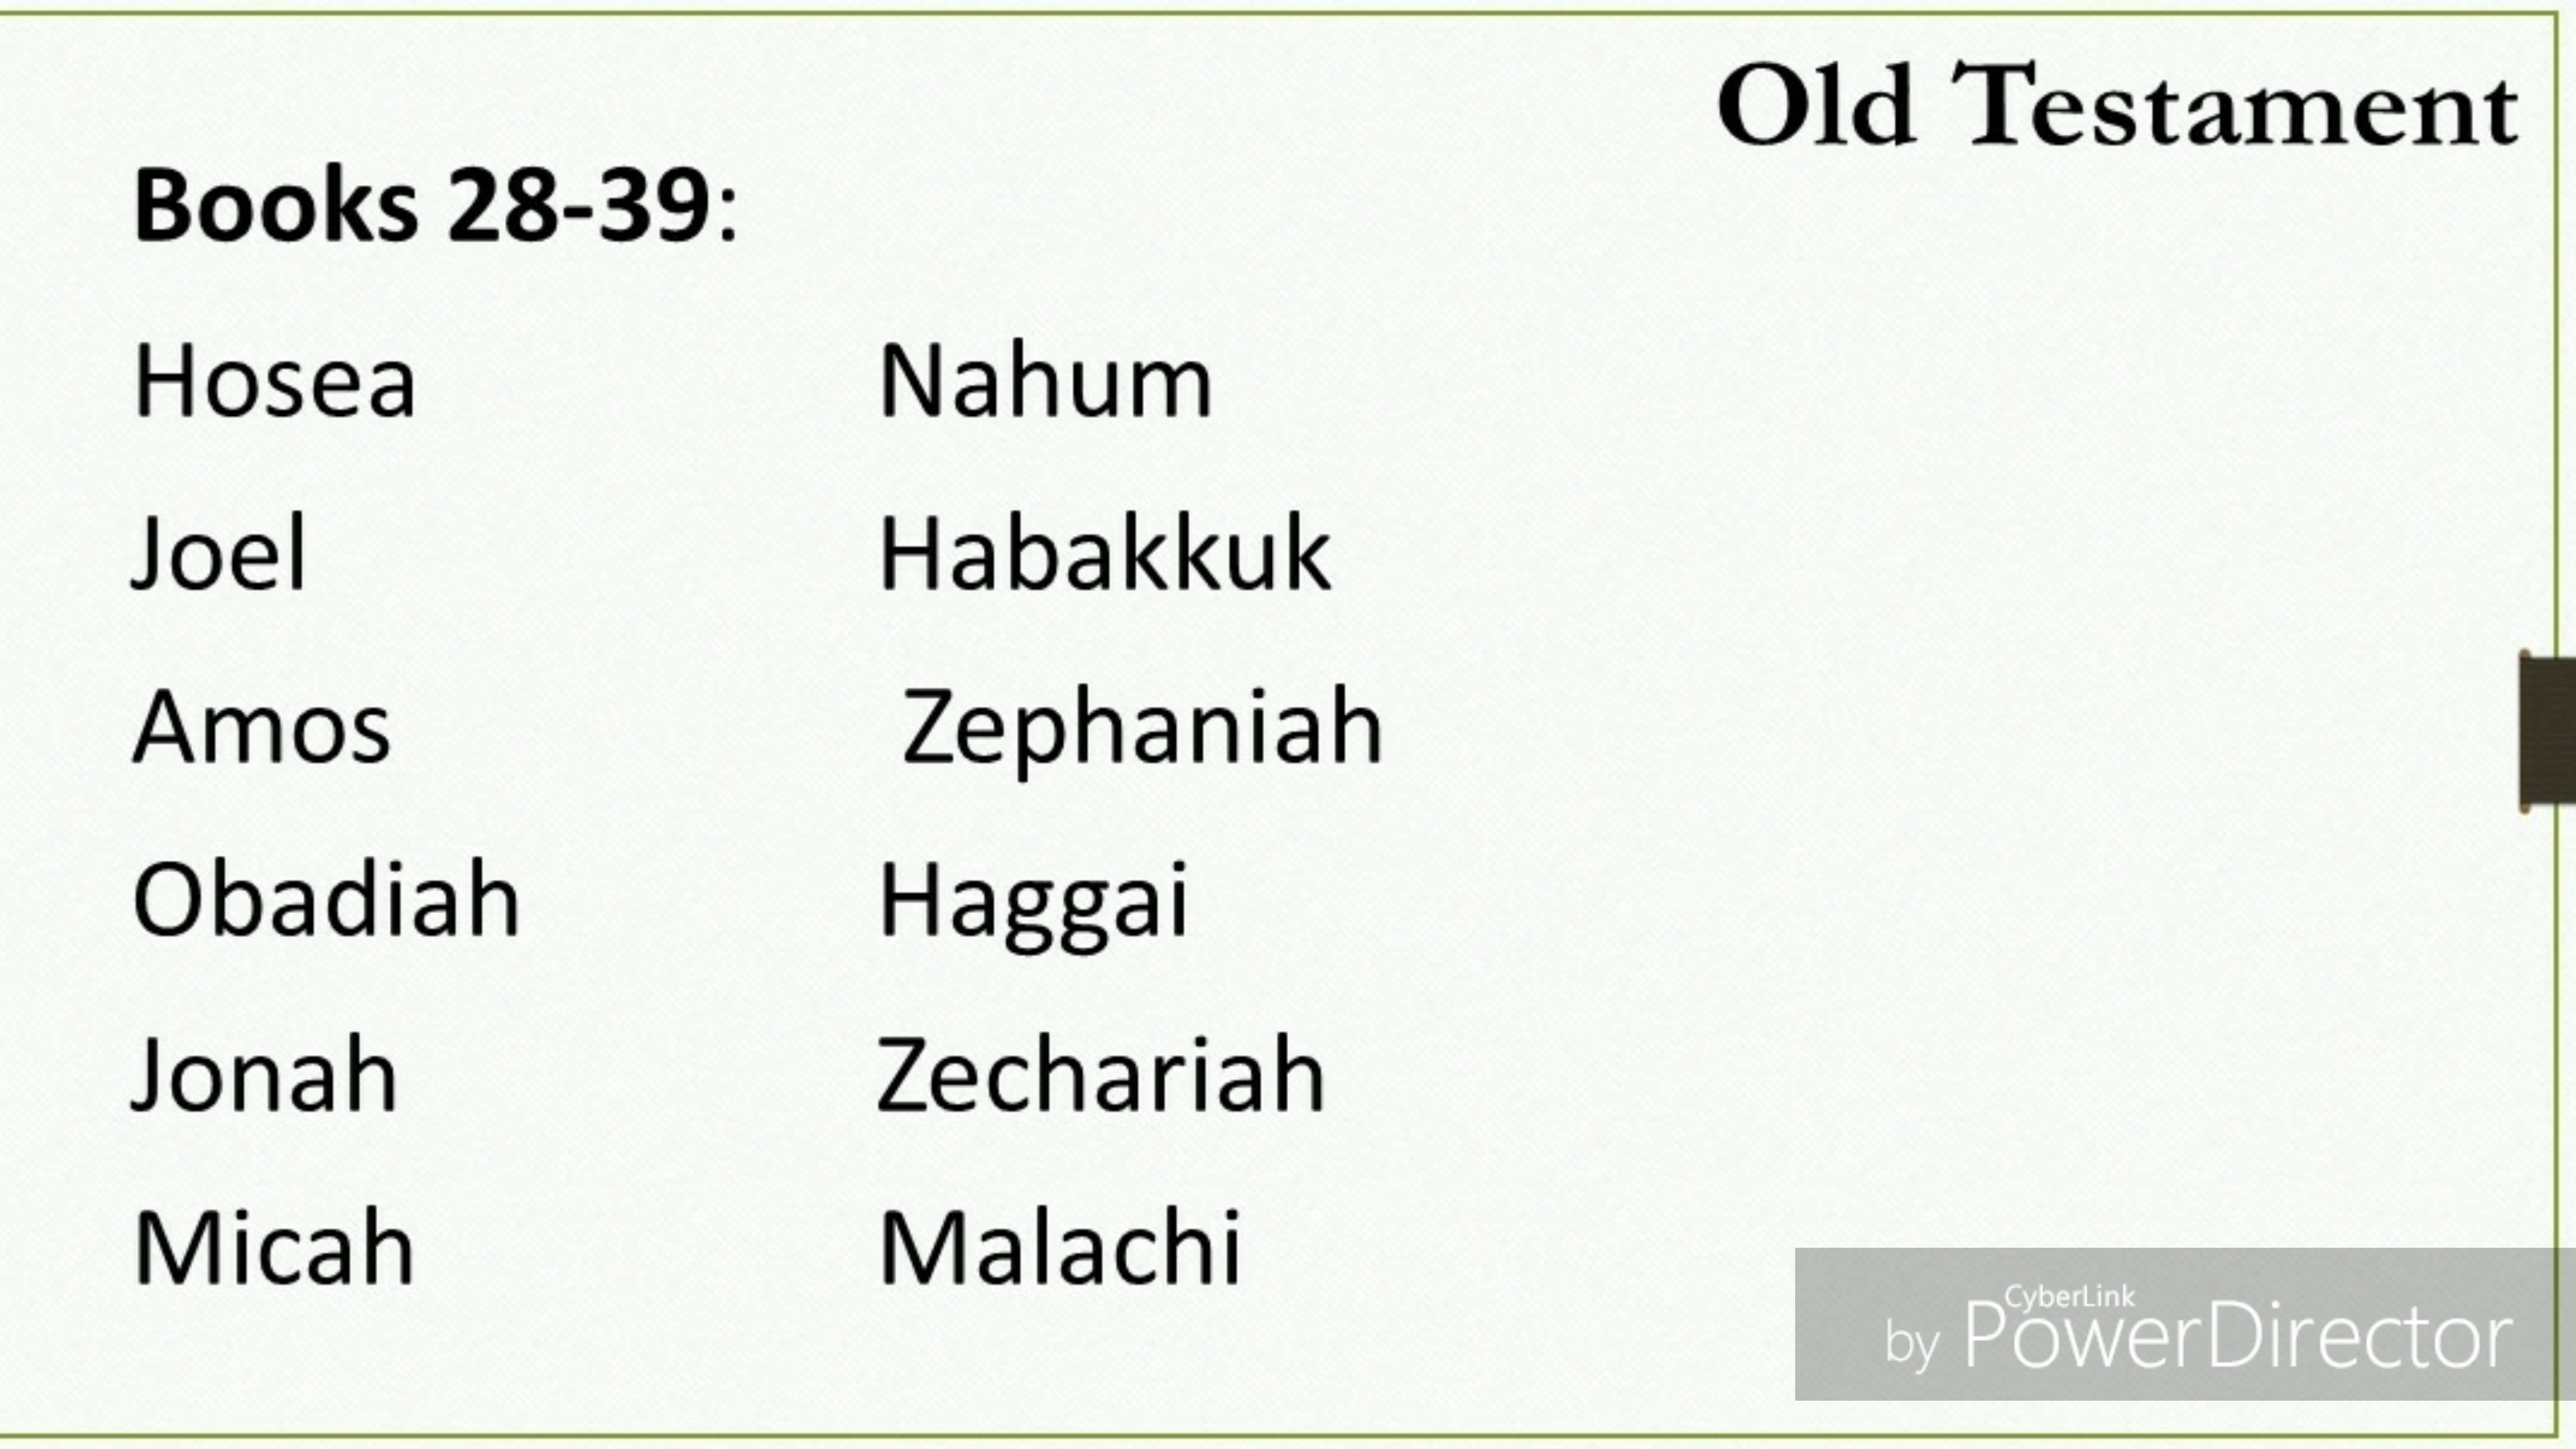 Old Testament
Books 28-39:
Hosea
Joel
Amos
Obadiah
Jonah
Micah
Nahum
Habakkuk
Zephaniah
Haggai
Zechariah
Malachi
CyberLink
by PowerDirector